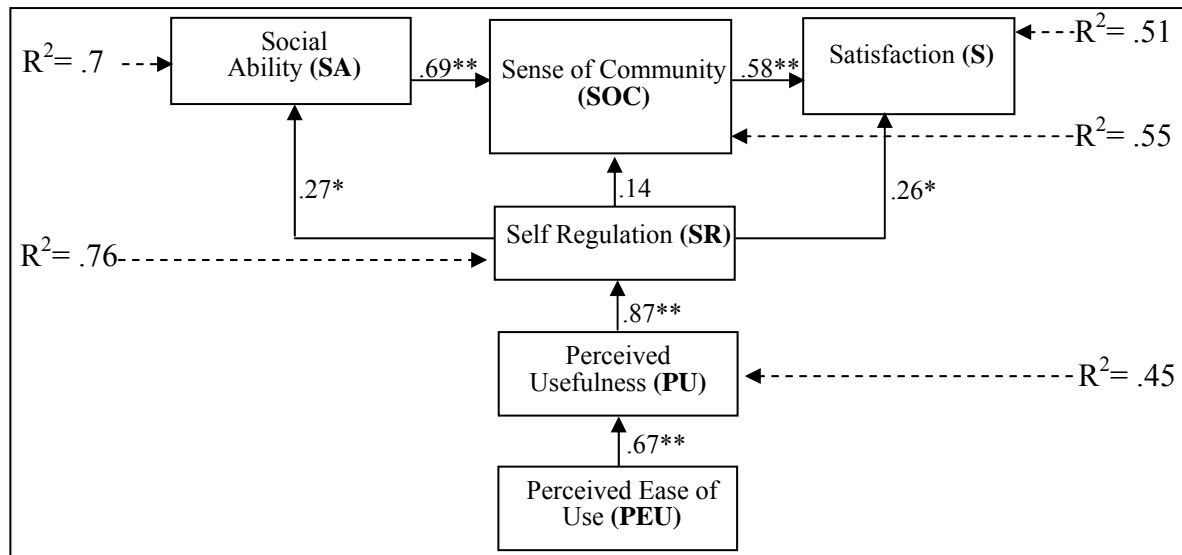 Social
Ability (SA)
Sense of Community
(SOC)
Satisfaction (S)
R²= .7
.69**
.58**
R²= .51
R²= .55
.27*
.14
.26*
Self Regulation (SR)
R²= .76
.87**
Perceived
Usefulness (PU)
R²= .45
.67**
Perceived Ease of
Use (PEU)